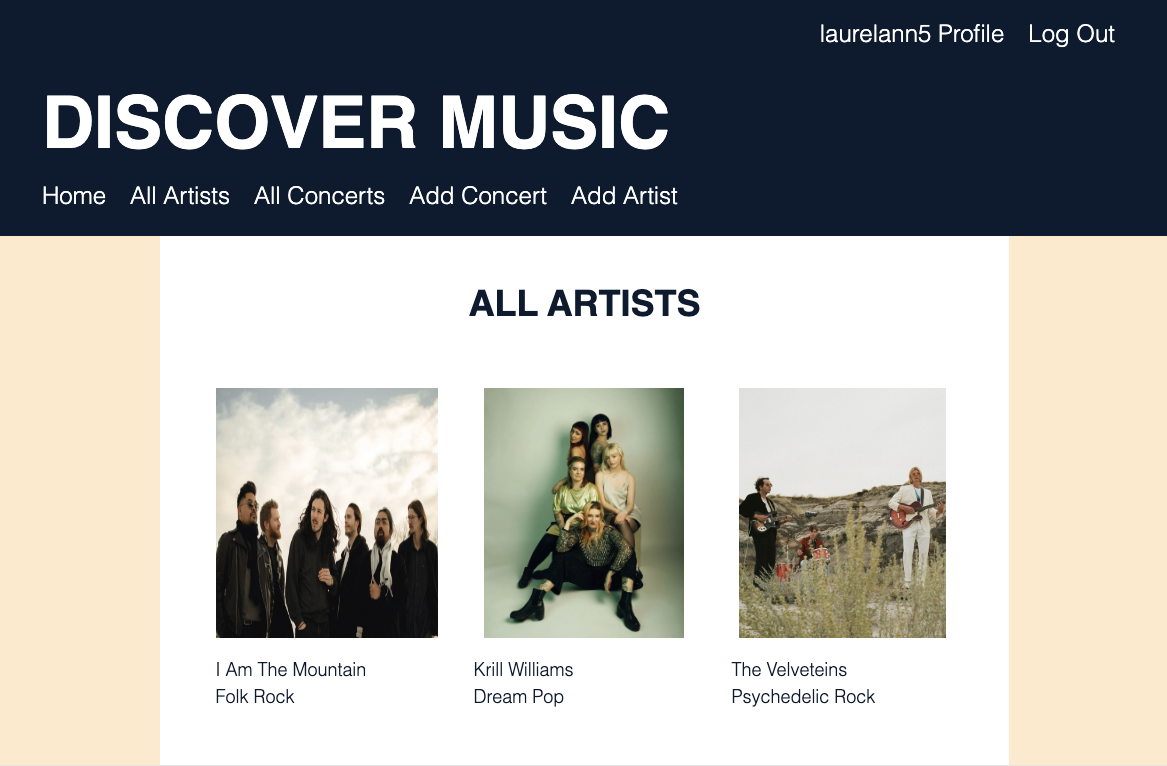 laurelann5 Profile Log Out
DISCOVER MUSIC
Home All Artists All Concerts Add Concert Add Artist
ALL ARTISTS
I Am The Mountain
Folk Rock
Krill Williams
Dream Pop
The Velveteins
Psychedelic Rock